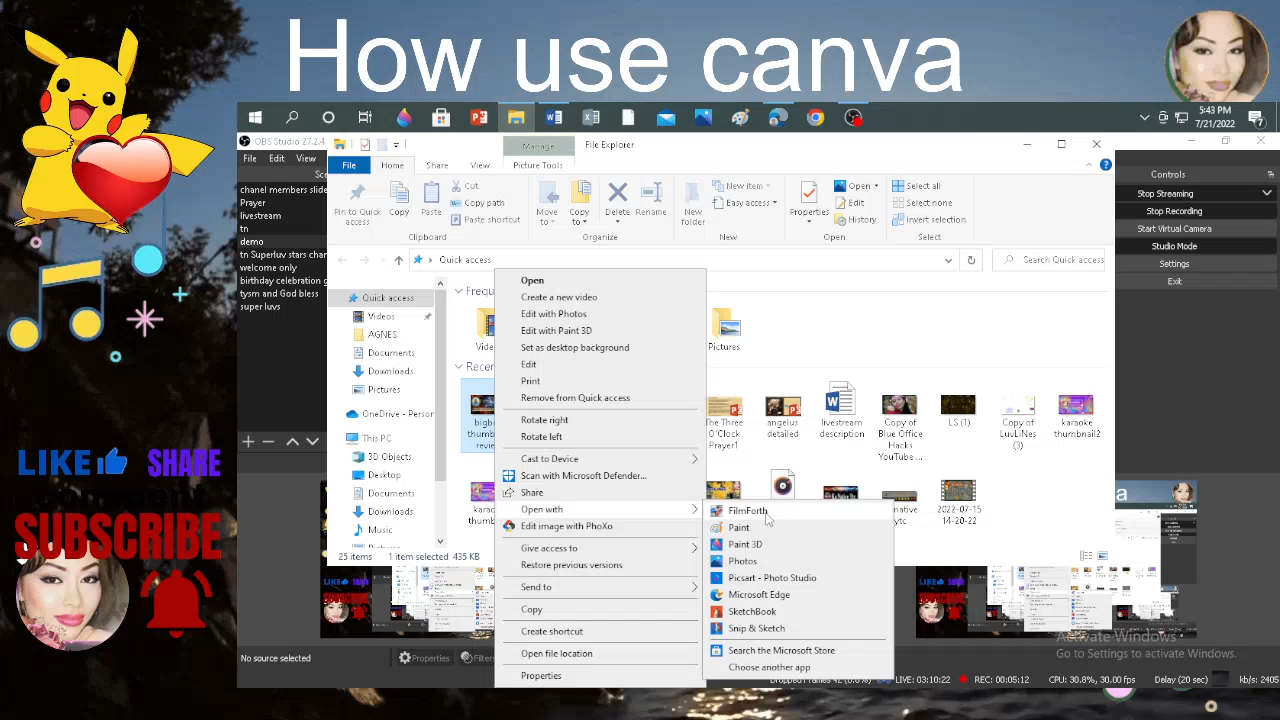 How use canva
5:43 PM
7/21/2022
OBS Studio 27.2.4
File Edit View
Manage
File Explorer
File Home Share View Picture Tools
Controls
Stop Streaming
Stop Recording
Start Virtual Camera
Studio Mode
Settings
Exit
chanel members slide
Prayer
livestream
tn
demo
tn Superluv stars chan
welcome only
birthday celebration g
tysm and God bless
super luvs
Pin to Quick access
Copy
Paste
Cut
Copy path
Paste shortcut
Clipboard
Move to
Copy to
Delete
Rename
Organize
New folder
New item
Easy access
New
Properties
Open
Edit
History
Open
Select all
Select none
Invert selection
Select
Quick access
Search Quick access
Quick access
Videos
AGNES
Documents
Downloads
Pictures
OneDrive - Person
This PC
3D Objects
Desktop
Documents
Downloads
Music
25 items 1 item selected 435 KB
Pictures
The Three O'Clock Prayer1
angelus detailed
livestream description
Copy of Blue Office Hacks YouTube ...
LS (1)
Copy of LuvLiNes (3)
karaoke thumbnail2
2022-07-15 14-20-22
Open
Create a new video
Edit with Photos
Edit with Paint 3D
Set as desktop background
Edit
Print
Remove from Quick access
Rotate right
Rotate left
Cast to Device
Scan with Microsoft Defender...
Share
Open with
Edit image with PhoXo
Give access to
Restore previous versions
Send to
Copy
Create shortcut
Open file location
Properties
FilmForth
Paint
Paint 3D
Photos
Picsart - Photo Studio
Microsoft Edge
SketchBook
Snip & Sketch
Search the Microsoft Store
Choose another app
LIKE SHARE
SUBSCRIBE
Activate Windows
Go to Settings to activate Windows.
No source selected
Properties
Filters
Dropped Frames 42 (0.0%) LIVE: 03:10:22 REC: 00:05:12 CPU: 30.8%, 30.00 fps Delay (20 sec) kb/s: 2405